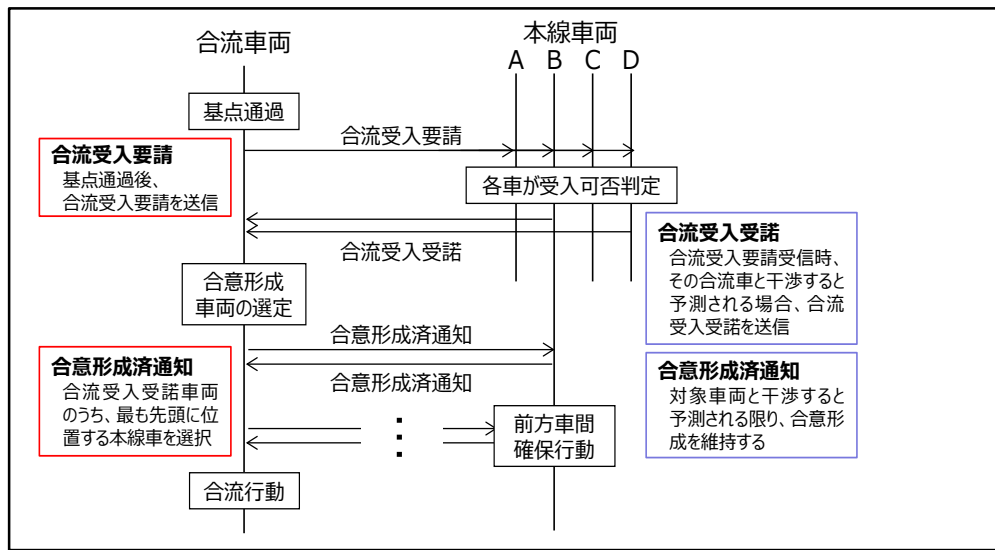 合流車両
本線車両
A B C D
基点通過
合流受入要請
合流受入要請
基点通過後、
合流受入要請を送信
各車が受入可否判定
合流受入受諾
合流受入受諾
合流受入要請受信時、
その合流車と干渉すると
予測される場合、合流
受入受諾を送信
合意形成
車両の選定
合意形成済通知
合意形成済通知
合意形成済通知
合流受入受諾車両
のうち、最も先頭に位
置する本線車を選択
合意形成済通知
対象車両と干渉すると
予測される限り、合意形
成を維持する
前方車間
確保行動
合流行動